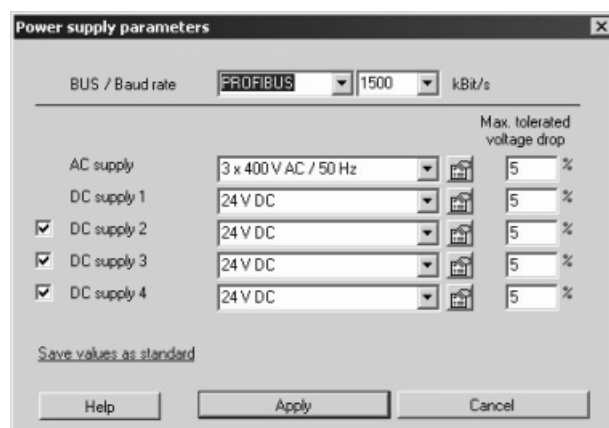 Power supply parameters
BUS / Baud rate PROFIBUS 1500 kBit/s
Max. tolerated
voltage drop
AC supply 3 x 400 V AC / 50 Hz 5 %
DC supply 1 24 V DC 5 %
DC supply 2 24 V DC 5 %
DC supply 3 24 V DC 5 %
DC supply 4 24 V DC 5 %
Save values as standard
Help Apply Cancel